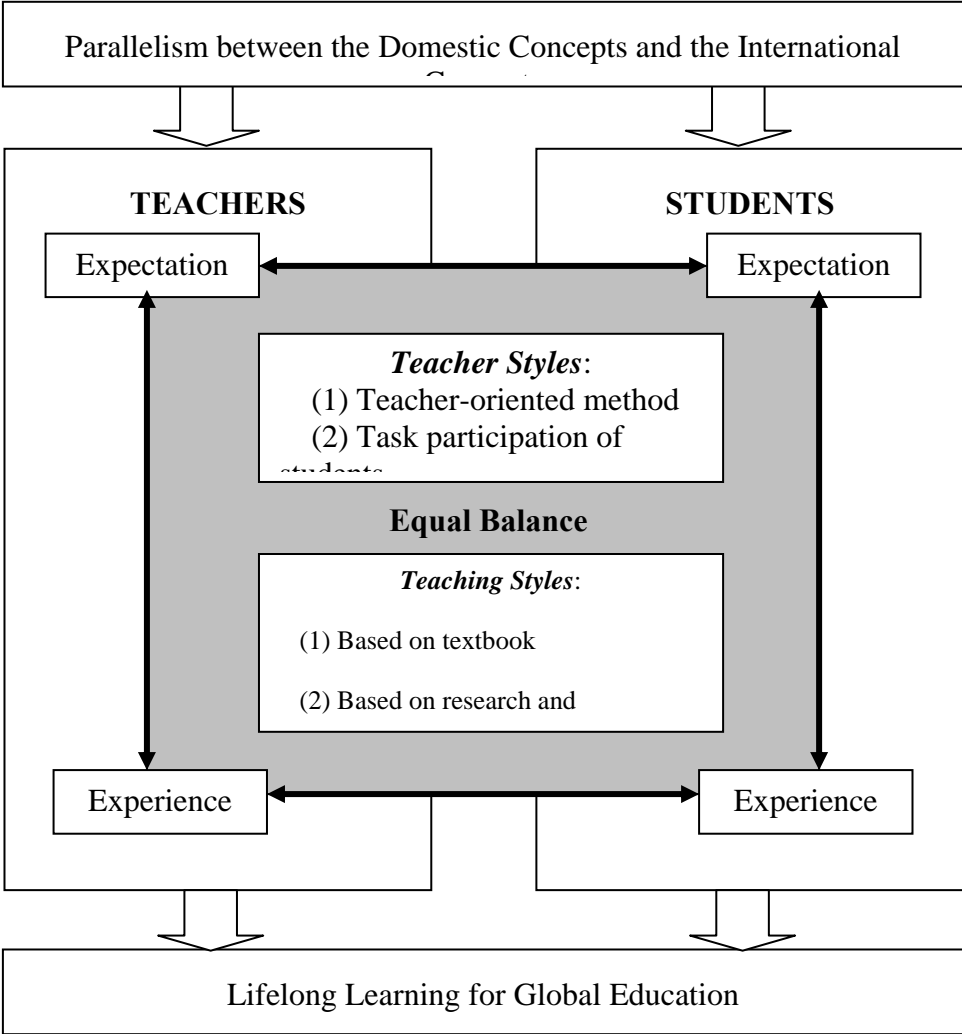 Parallelism between the Domestic Concepts and the International
TEACHERS
STUDENTS
Expectation
Expectation
Teacher Styles:
(1) Teacher-oriented method
(2) Task participation of
students
Equal Balance
Teaching Styles:
(1) Based on textbook
(2) Based on research and
Experience
Experience
Lifelong Learning for Global Education